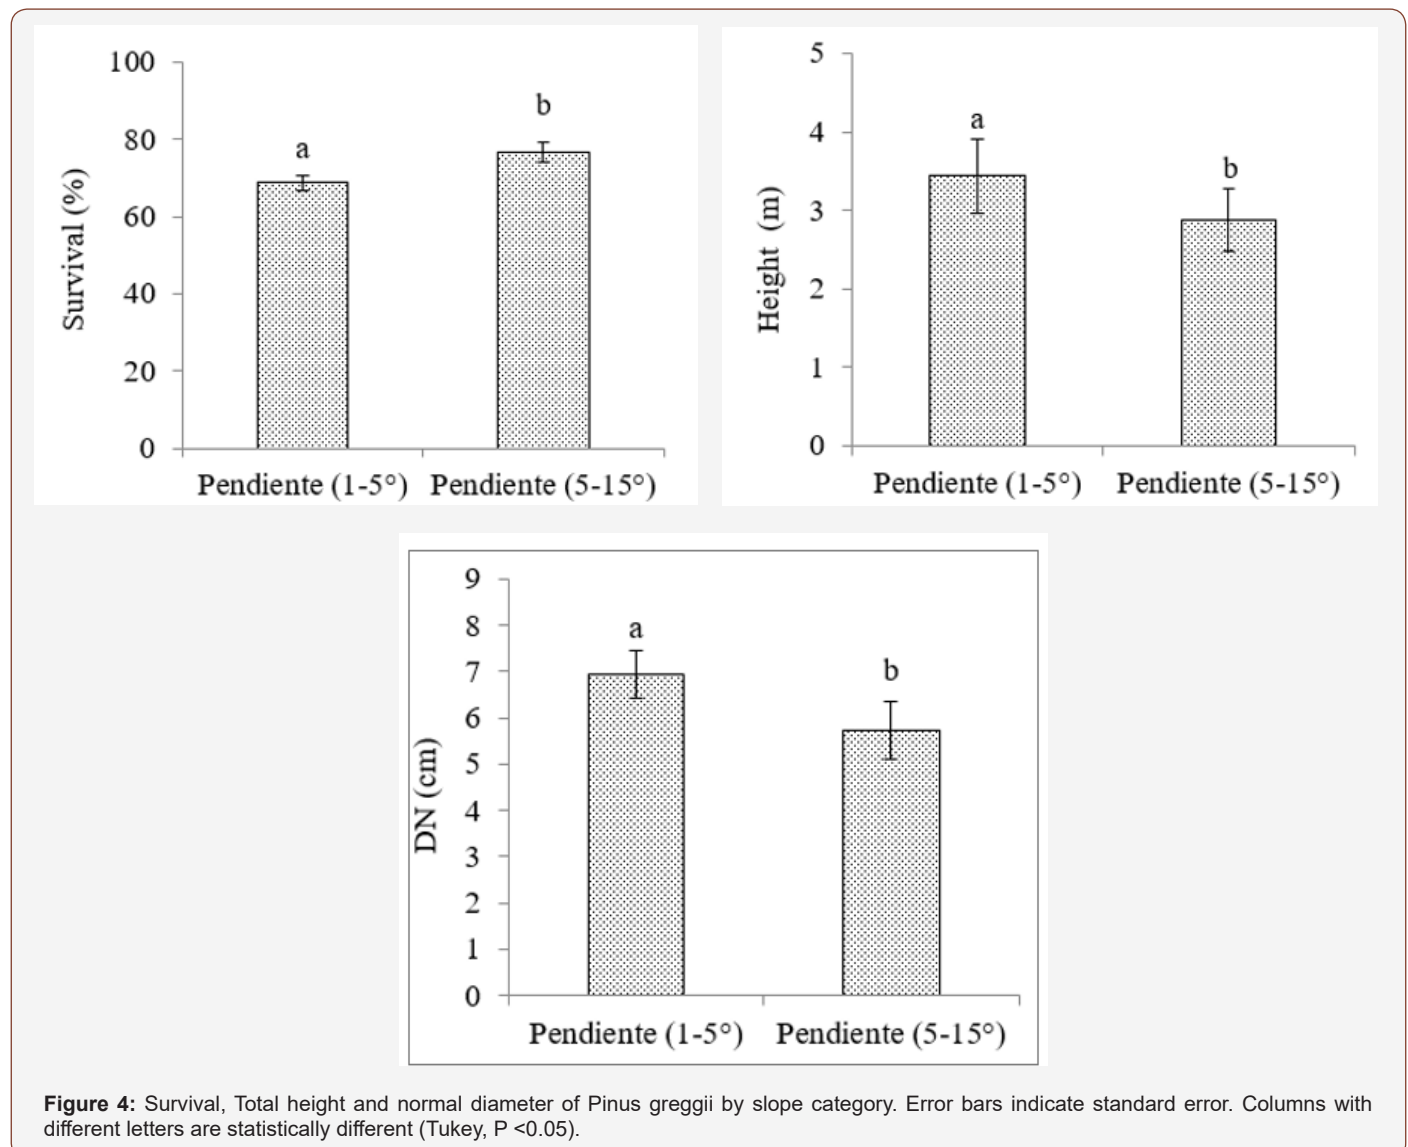 100
80
60
40
20
0
Survival (%)
a
b
Pendiente (1-5°) Pendiente (5-15°)
5
4
3
2
1
0
Height (m)
a
b
Pendiente (1-5°) Pendiente (5-15°)
9
8
7
6
5
4
3
2
1
0
DN (cm)
a
b
Pendiente (1-5°) Pendiente (5-15°)
Figure 4: Survival, Total height and normal diameter of Pinus greggii by slope category. Error bars indicate standard error. Columns with
different letters are statistically different (Tukey, P <0.05).